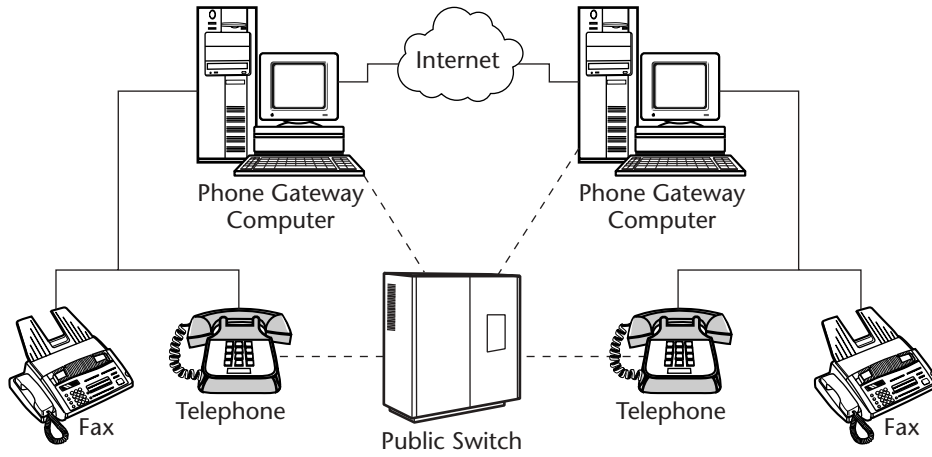 Internet
Phone Gateway
Computer
Phone Gateway
Computer
Fax
Telephone
Public Switch
Telephone
Fax